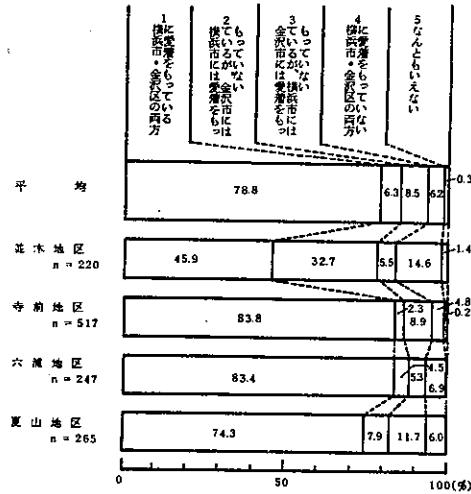 1
横浜市・金沢区の両方
に愛着をもっている
2
横浜市には愛着をもっ
ているが、金沢市には
もっていない
3
金沢市には愛着をもっ
ているが、横浜市には
もっていない
4
横浜市・金沢区の両方
に愛着をもっていない
5 なんともいえない
平 均
78.8
6.3
8.5
6.2
0.3
並木地区
n = 220
45.9
32.7
5.5
14.6
1.4
寺前地区
n = 517
83.8
2.3
8.9
4.8
0.2
六浦地区
n = 247
83.4
4.5
53
6.9
夏山地区
n = 265
74.3
7.9
11.7
6.0
0
50
100(%)